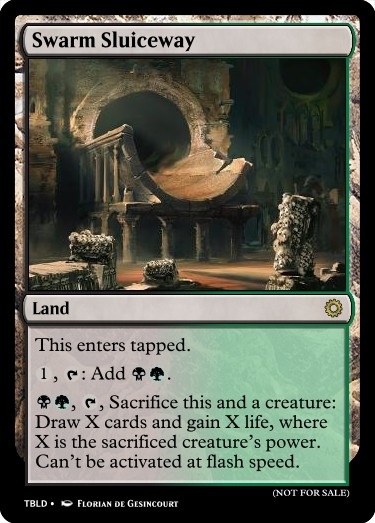 Swarm Sluiceway
Land
This enters tapped.
1 , : Add .
, , Sacrifice this and a creature:
Draw X cards and gain X life, where
X is the sacrificed creature's power.
Can't be activated at flash speed.
(NOT FOR SALE)
TBLD • Florian de Gesincourt